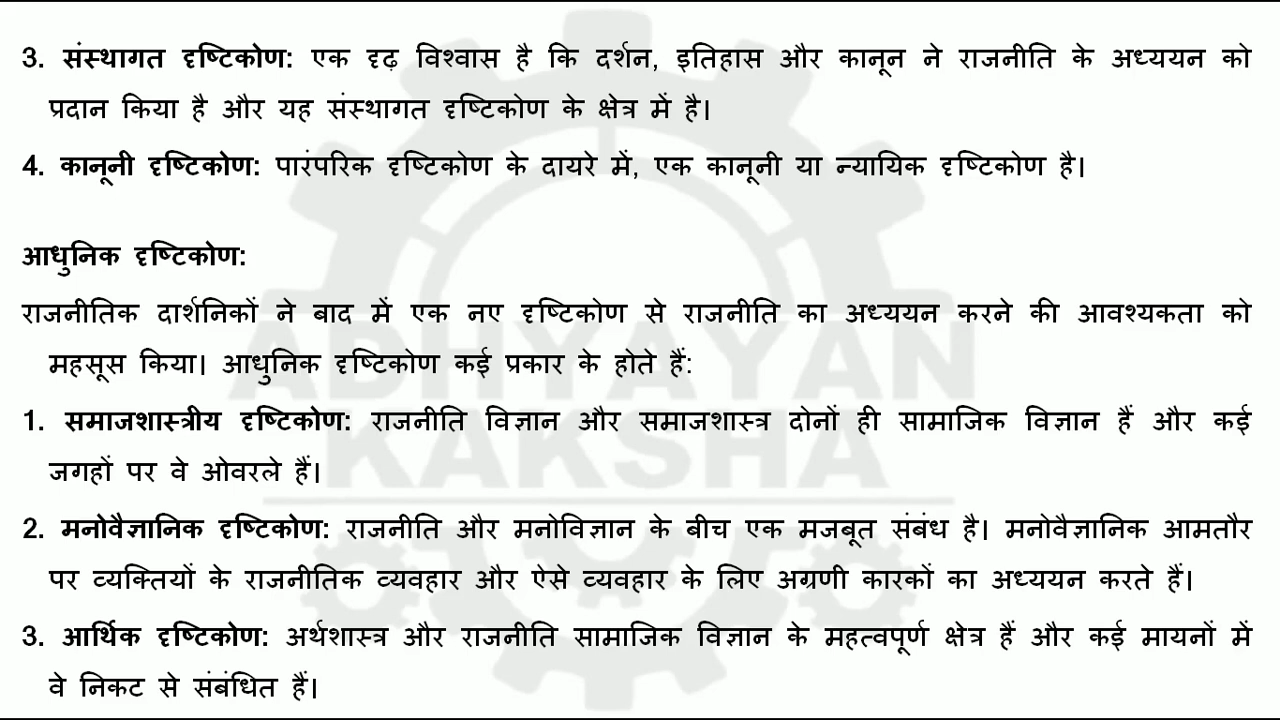 3. संस्थागत दृष्टिकोण: एक दृढ़ विश्वास है कि दर्शन, इतिहास और कानून ने राजनीति के अध्ययन को
प्रदान किया है और यह संस्थागत दृष्टिकोण के क्षेत्र में है।
4. कानूनी दृष्टिकोण: पारंपरिक दृष्टिकोण के दायरे में, एक कानूनी या न्यायिक दृष्टिकोण है।
आधुनिक दृष्टिकोण:
राजनीतिक दार्शनिकों ने बाद में एक नए दृष्टिकोण से राजनीति का अध्ययन करने की आवश्यकता को
महसूस किया। आधुनिक दृष्टिकोण कई प्रकार के होते हैं:
1. समाजशास्त्रीय दृष्टिकोण: राजनीति विज्ञान और समाजशास्त्र दोनों ही सामाजिक विज्ञान हैं और कई
जगहों पर वे ओवरले हैं।
2. मनोवैज्ञानिक दृष्टिकोण: राजनीति और मनोविज्ञान के बीच एक मजबूत संबंध है। मनोवैज्ञानिक आमतौर
पर व्यक्तियों के राजनीतिक व्यवहार और ऐसे व्यवहार के लिए अग्रणी कारकों का अध्ययन करते हैं।
3. आर्थिक दृष्टिकोण: अर्थशास्त्र और राजनीति सामाजिक विज्ञान के महत्वपूर्ण क्षेत्र हैं और कई मायनों में
वे निकट से संबंधित हैं।
ADHYAYAN
KAKSHA